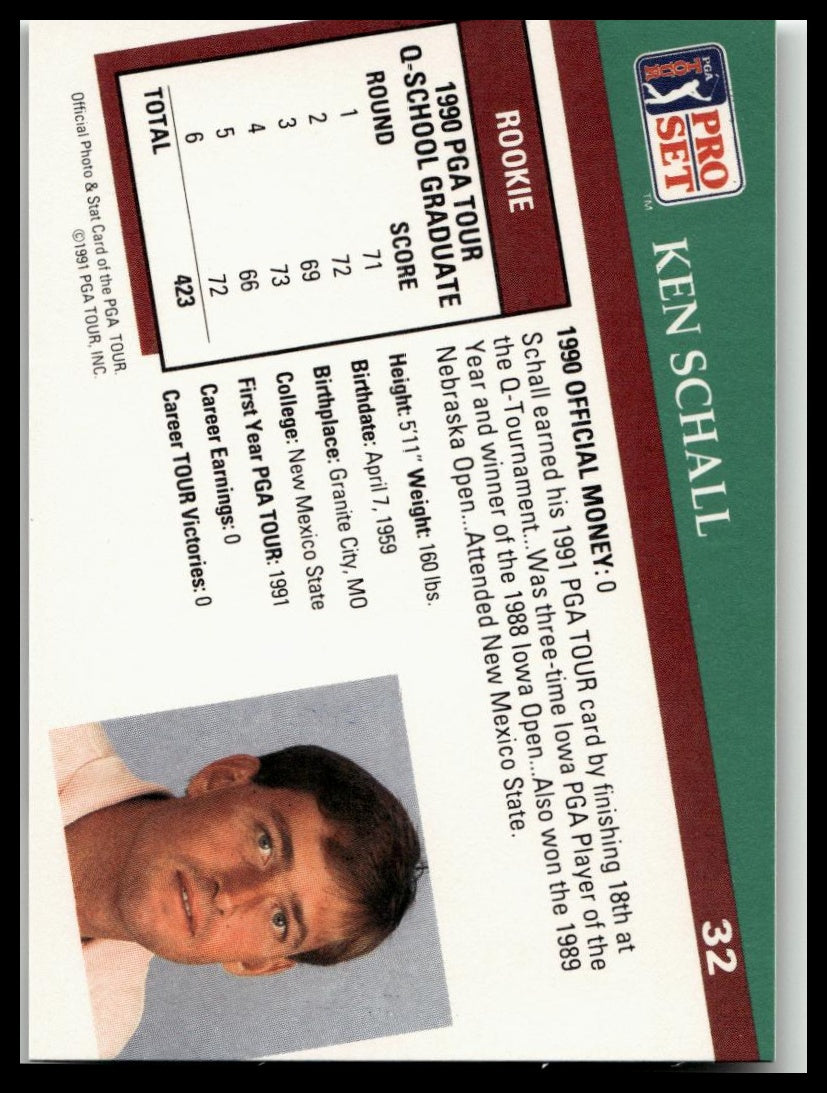 PGA
TOUR
PRO
SET
TM
KEN SCHALL
32
ROOKIE
1990 PGA TOUR
Q-SCHOOL GRADUATE
ROUND SCORE
1 71
2 72
3 69
4 73
5 66
6 72
TOTAL 423
Official Photo & Stat Card of the PGA TOUR.
©1991 PGA TOUR, INC.
1990 OFFICIAL MONEY: 0
Schall earned his 1991 PGA TOUR card by finishing 18th at
the Q-Tournament...Was three-time Iowa PGA Player of the
Year and winner of the 1988 Iowa Open...Also won the 1989
Nebraska Open...Attended New Mexico State.
Height: 5'11" Weight: 160 lbs.
Birthdate: April 7, 1959
Birthplace: Granite City, MO
College: New Mexico State
First Year PGA TOUR: 1991
Career Earnings: 0
Career TOUR Victories: 0